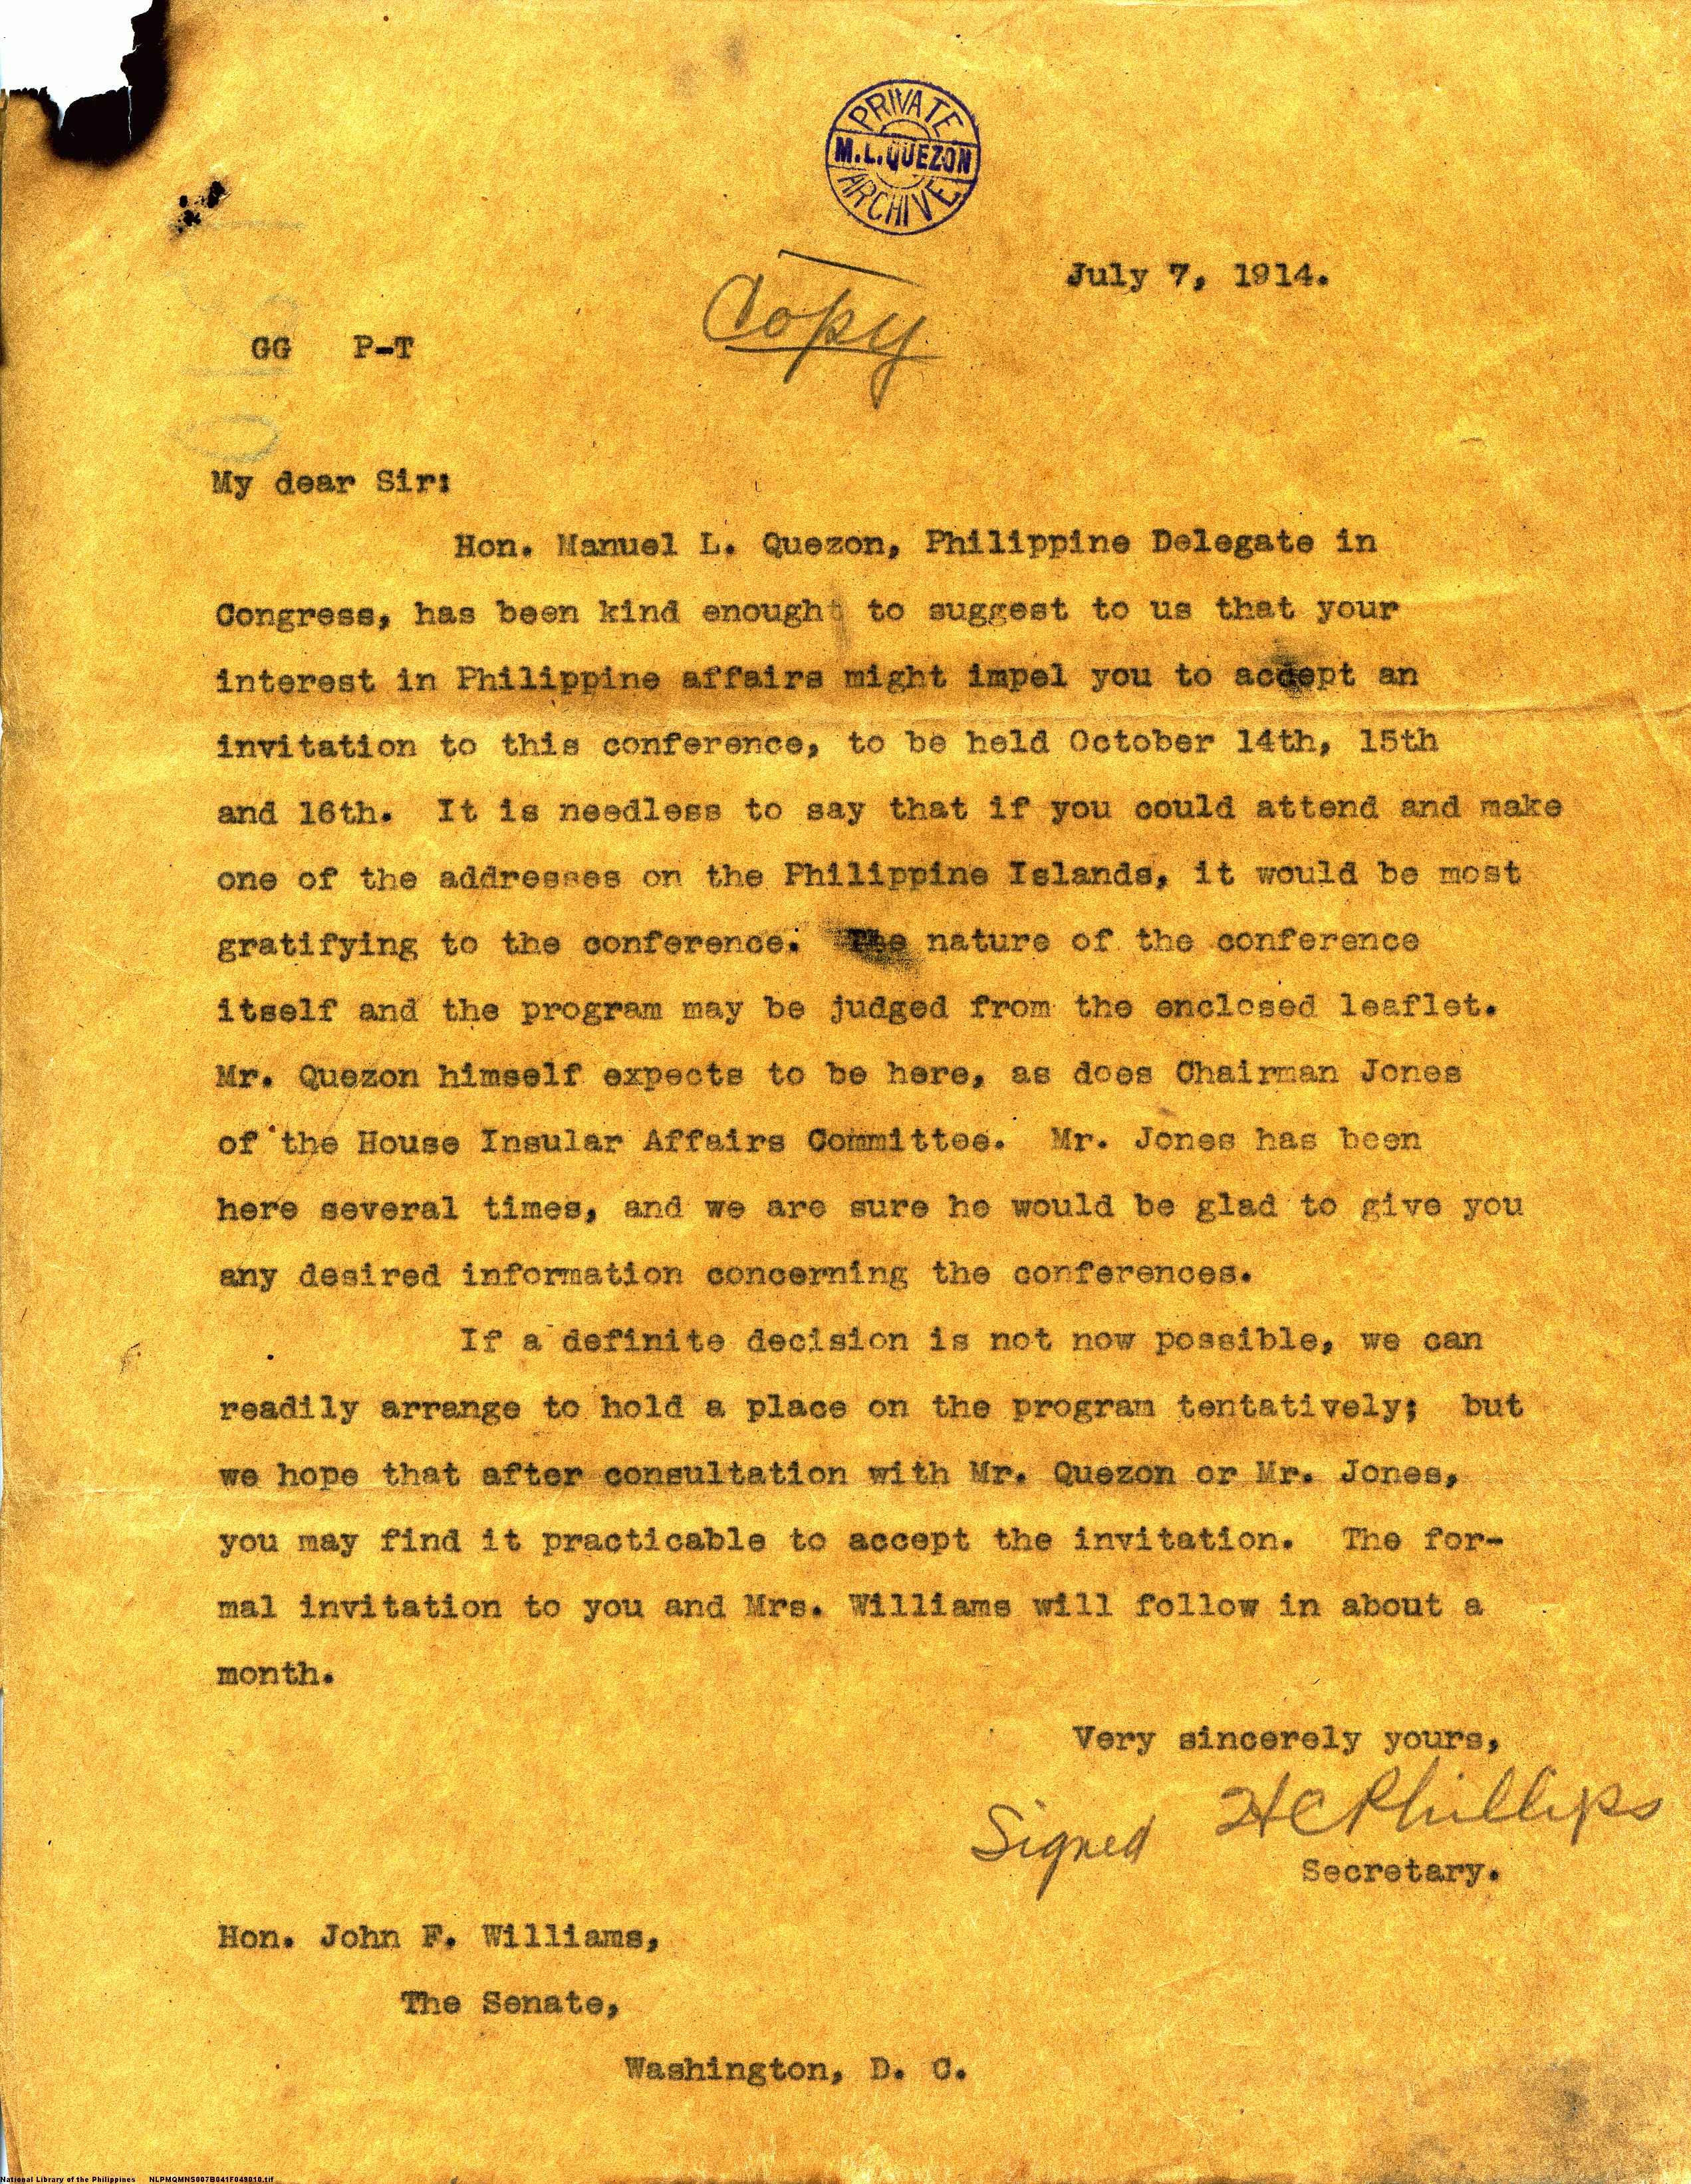 PRIVATE
M.L.QUEZON
ARCHIVE
July 7, 1914.
Copy
GG P-T
My dear Sir:
Hon. Manuel L. Quezon, Philippine Delegate in
Congress, has been kind enough to suggest to us that your
interest in Philippine affairs might impel you to accept an
invitation to this conference, to be held October 14th, 15th
and 16th. It is needless to say that if you could attend and make
one of the addresses on the Philippine Islands, it would be most
gratifying to the conference. The nature of the conference
itself and the program may be judged from the enclosed leaflet.
Mr. Quezon himself expects to be here, as does Chairman Jones
of the House Insular Affairs Committee. Mr. Jones has been
here several times, and we are sure he would be glad to give you
any desired information concerning the conferences.
If a definite decision is not now possible, we can
readily arrange to hold a place on the program tentatively; but
we hope that after consultation with Mr. Quezon or Mr. Jones,
you may find it practicable to accept the invitation. The for-
mal invitation to you and Mrs. Williams will follow in about a
month.
Very sincerely yours,
Signed H C Phillips
Secretary.
Hon. John F. Williams,
The Senate,
Washington, D. C.
National Library of the Philippines NLPMQMNS007B041F049010.tif